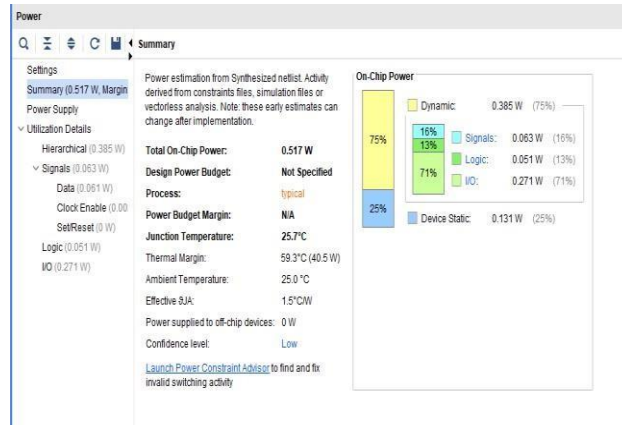 Power
Summary
Settings
Summary (0.517 W, Margin
Power Supply
Utilization Details
Hierarchical (0.385 W)
Signals (0.063 W)
Data (0.061 W)
Clock Enable (0.00
Set/Reset (0 W)
Logic (0.051 W)
I/O (0.271 W)
Power estimation from Synthesized netlist. Activity
derived from constraints files, simulation files or
vectorless analysis. Note: these early estimates can
change after implementation.
Total On-Chip Power: 0.517 W
Design Power Budget: Not Specified
Process: typical
Power Budget Margin: N/A
Junction Temperature: 25.7°C
Thermal Margin: 59.3°C (40.5 W)
Ambient Temperature: 25.0 °C
Effective ϑJA: 1.5°C/W
Power supplied to off-chip devices: 0 W
Confidence level: Low
Launch Power Constraint Advisor to find and fix
invalid switching activity
On-Chip Power
75%
25%
Dynamic: 0.385 W (75%)
16%
13%
71%
Signals: 0.063 W (16%)
Logic: 0.051 W (13%)
I/O: 0.271 W (71%)
Device Static: 0.131 W (25%)